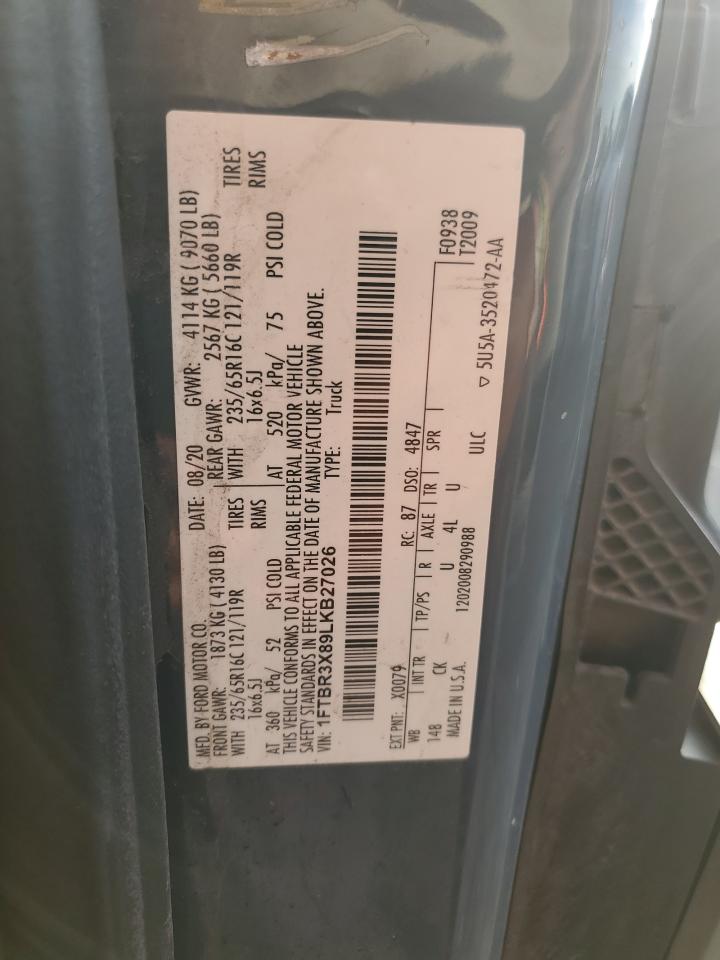 MFD. BY FORD MOTOR CO. DATE: 08/20 GVWR: 4114 KG ( 9070 LB)
FRONT GAWR: 1873 KG ( 4130 LB) REAR GAWR: 2567 KG ( 5660 LB)
WITH 235/65R16C 121/119R TIRES WITH 235/65R16C 121/119R TIRES
16x6.5J RIMS 16x6.5J RIMS
AT 360 kPa/ 52 PSI COLD AT 520 kPa/ 75 PSI COLD
THIS VEHICLE CONFORMS TO ALL APPLICABLE FEDERAL MOTOR VEHICLE
SAFETY STANDARDS IN EFFECT ON THE DATE OF MANUFACTURE SHOWN ABOVE.
VIN: 1FTBR3X89LKB27026 TYPE: Truck
EXT PNT: X0079 RC: 87 DSO: 4847 F0938
WB INT TR TP/PS R AXLE TR SPR T2009
148 CK U 4L U ULC ▽ 5U5A-3520472-AA
MADE IN U.S.A. 1202008290988